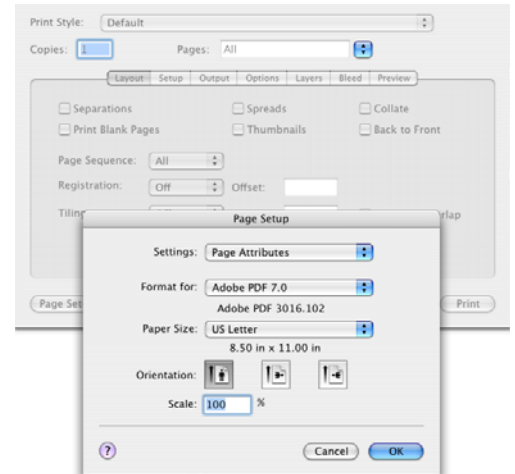 Print Style: Default
Copies: 1 Pages: All
Layout Setup Output Options Layers Bleed Preview
Separations Spreads Collate
Print Blank Pages Thumbnails Back to Front
Page Sequence: All
Registration: Off Offset:
Tiling
Page Setup
Settings: Page Attributes
Format for: Adobe PDF 7.0
Adobe PDF 3016.102
Paper Size: US Letter
8.50 in x 11.00 in
Orientation:
Scale: 100 %
? Cancel OK
Page Set
Print